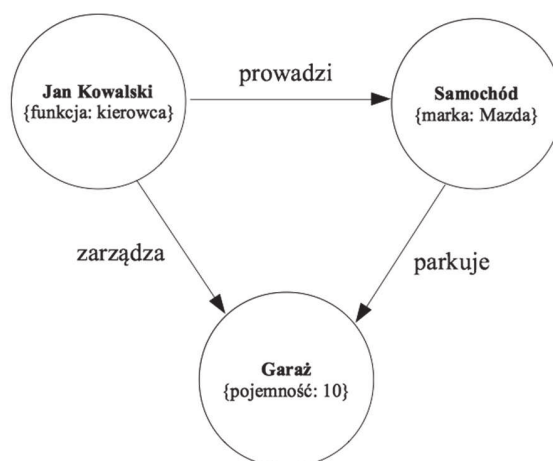 Jan Kowalski
{funkcja: kierowca}
prowadzi
Samochód
{marka: Mazda}
zarządza
parkuje
Garaż
{pojemność: 10}